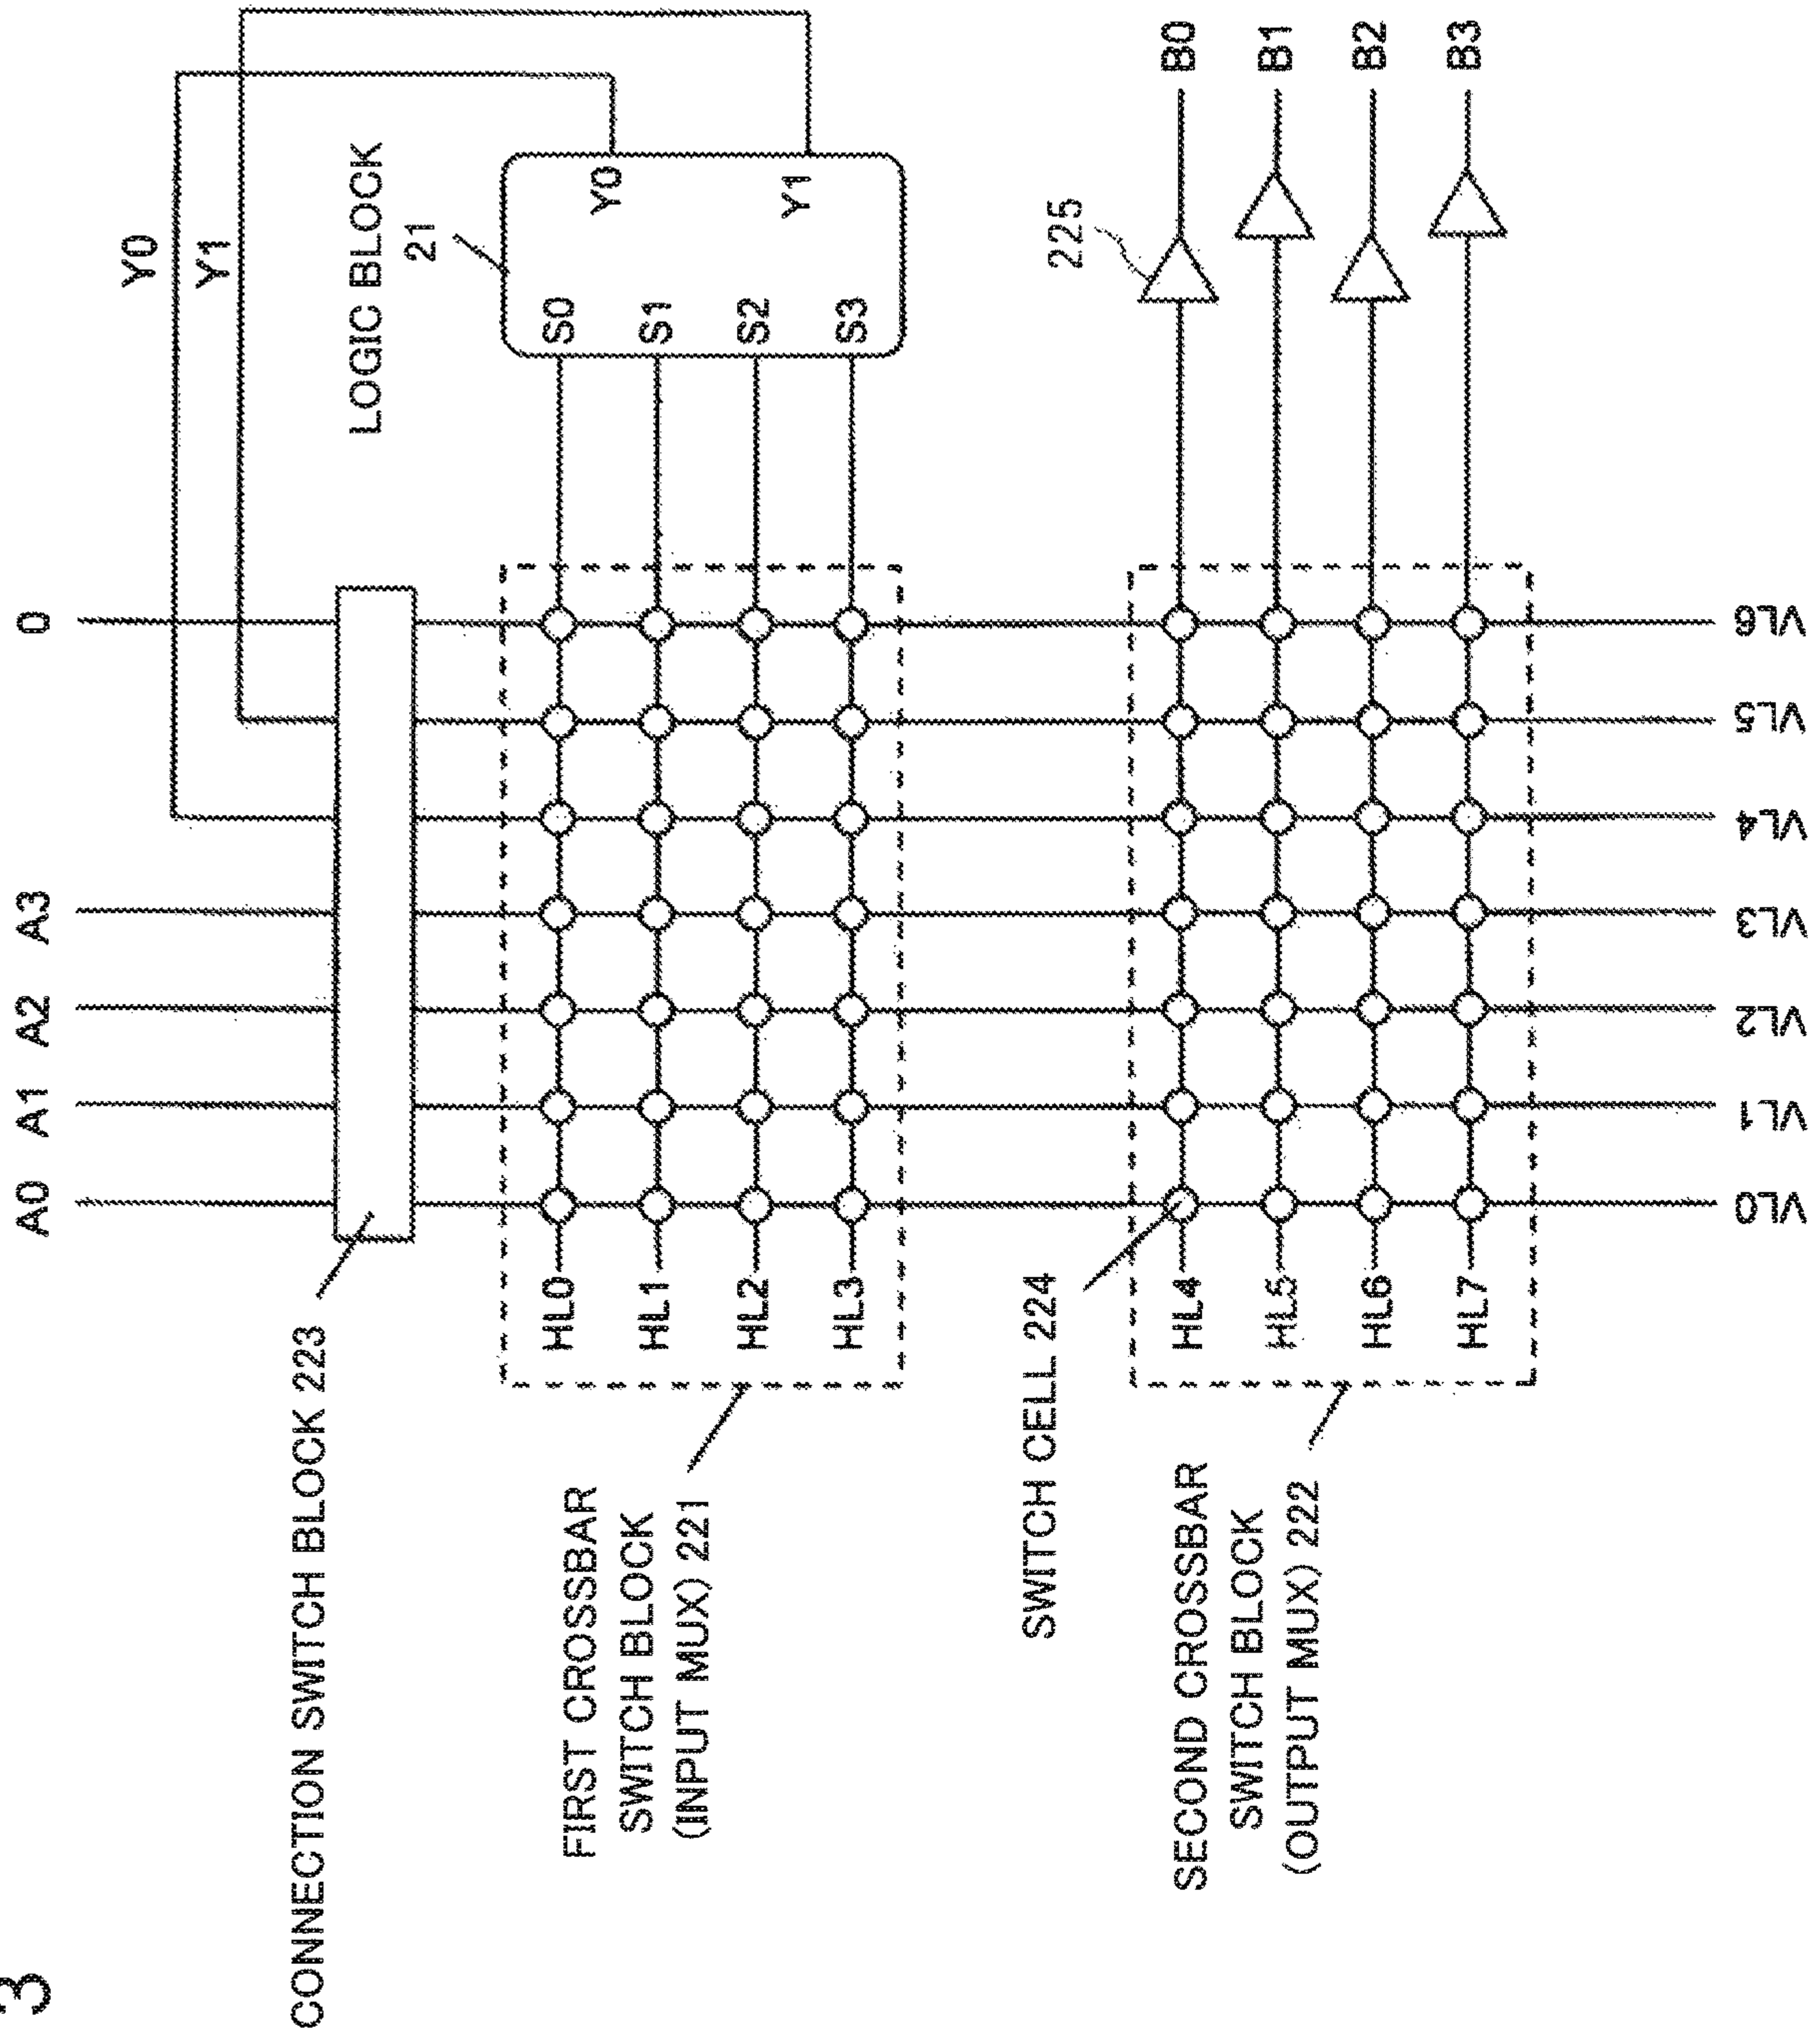 3
A0
A1
A2
A3
0
Y0
Y1
CONNECTION SWITCH BLOCK 223
LOGIC BLOCK
21
S0
S1
S2
S3
Y0
Y1
HL0
HL1
HL2
HL3
FIRST CROSSBAR
SWITCH BLOCK
(INPUT MUX) 221
SWITCH CELL 224
225
HL4
HL5
HL6
HL7
B0
B1
B2
B3
SECOND CROSSBAR
SWITCH BLOCK
(OUTPUT MUX) 222
VL0
VL1
VL2
VL3
VL4
VL5
VL6